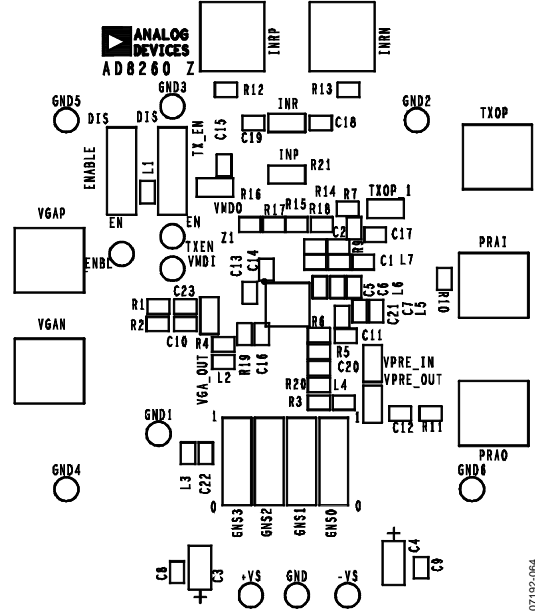 ANALOG
DEVICES
AD8260 Z
INRP
INRN
R12
R13
GND5
GND3
GND2
TXOP
DIS
DIS
ENABLE
L1
TX_EN
C15
C19
INR
C18
INP
R21
VMDO
R16
R17
R15
R14
R18
R7
TXOP_1
VGAP
EN
EN
ENBL
TXEN
VMDI
Z1
C2
R9
C17
C1
L7
PRAI
C13
C14
C5
C6
L6
C7
C21
L5
R10
R1
C23
R2
C10
R4
VGAN
VGA_OUT
L2
R19
C16
R6
R5
C11
C20
R20
L4
R3
VPRE_IN
VPRE_OUT
C12
R11
PRAO
GND1
GND4
GND6
L3
C22
1
1
0
0
GNS3
GNS2
GNS1
GNS0
C8
C3
+
+VS
GND
-VS
+
C4
C9
07192-064